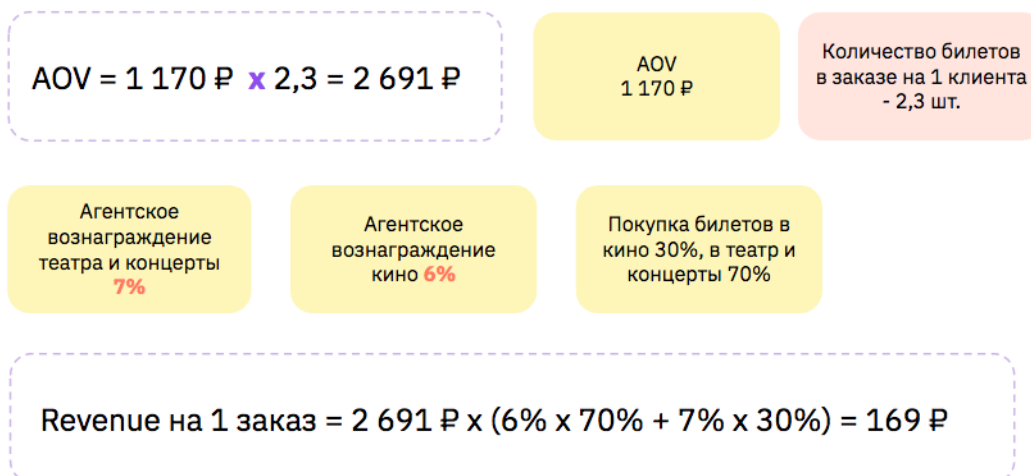 AOV = 1 170 ₽ x 2,3 = 2 691 ₽
AOV
1 170 ₽
Количество билетов
в заказе на 1 клиента
- 2,3 шт.
Агентское
вознаграждение
театра и концерты
7%
Агентское
вознаграждение
кино 6%
Покупка билетов в
кино 30%, в театр и
концерты 70%
Revenue на 1 заказ = 2 691 ₽ x (6% x 70% + 7% x 30%) = 169 ₽